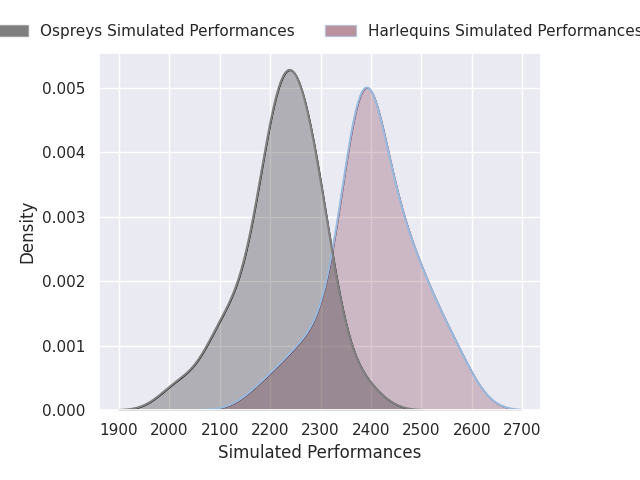 Ospreys Simulated Performances Harlequins Simulated Performances
0.005
0.004
0.003
0.002
0.001
0.000
Density
1900 2000 2100 2200 2300 2400 2500 2600 2700
Simulated Performances